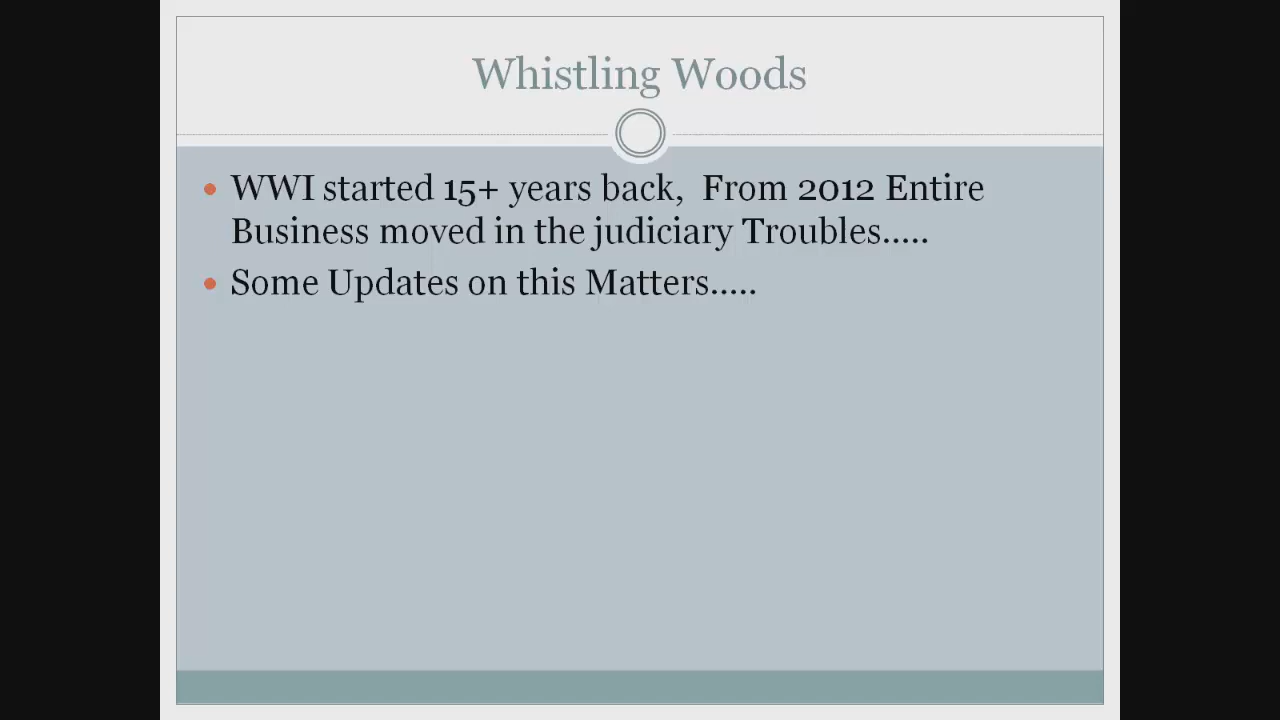 Whistling Woods
• WWI started 15+ years back,  From 2012 Entire
Business moved in the judiciary Troubles.....
• Some Updates on this Matters.....